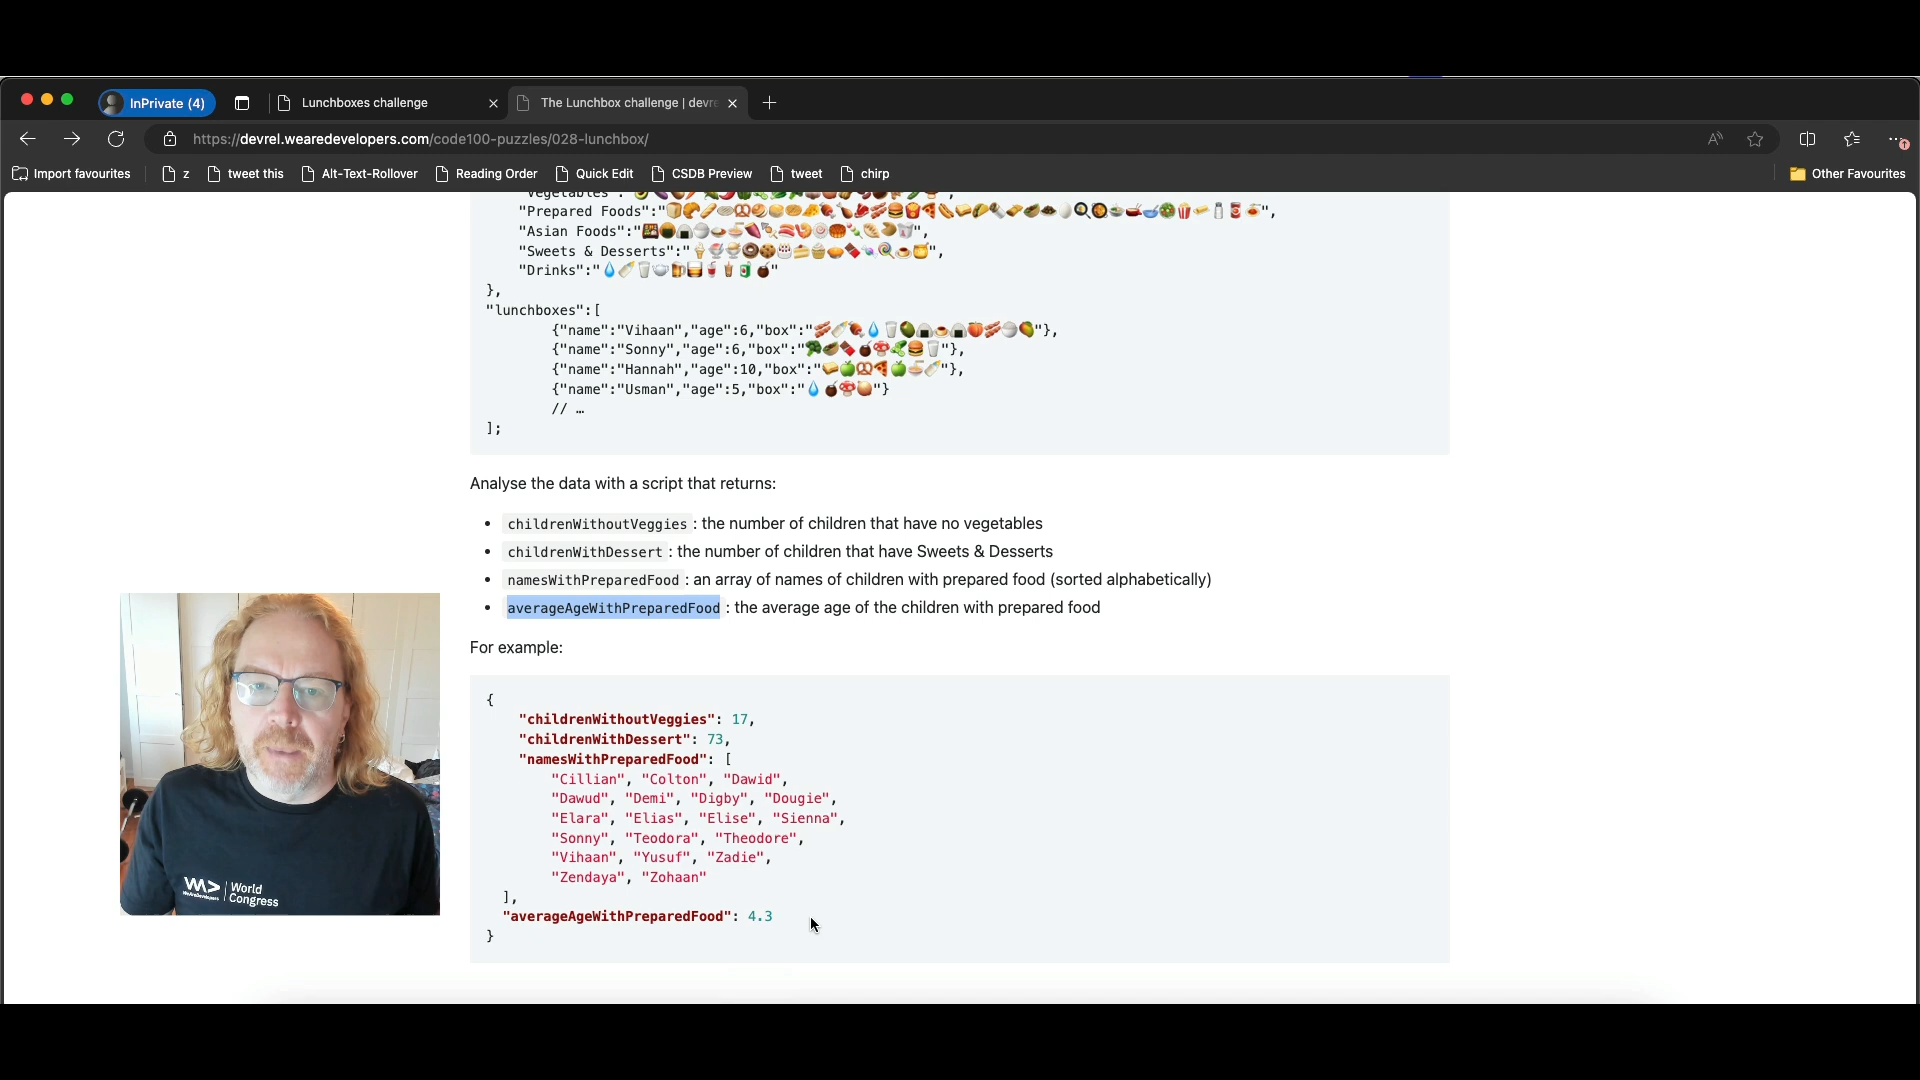 InPrivate (4)
Lunchboxes challenge
The Lunchbox challenge | devre
https://devrel.wearedevelopers.com/code100-puzzles/028-lunchbox/
Import favourites
z
tweet this
Alt-Text-Rollover
Reading Order
Quick Edit
CSDB Preview
tweet
chirp
Other Favourites
"Vegetables":"🥑🍆🥔🥕🌽🌶️🫑🥒🥬🥦🧄🧅🥜🫘🌰🫚🫛🍄",
"Prepared Foods":"🍞🥐🥖🫓🥨🥯🥞🧇🧀🍖🍗🥩🥓🍔🍟🍕🌭🥪🌮🌯🫔🥙🧆🥚🍳🥘🍲🫕🥣🥗🍿🧈🧂🥫🍝",
"Asian Foods":"🍱🍘🍙🍚🍛🍜🍠🍢🍣🍤🍥🥮🍡🥟🥠🥡",
"Sweets & Desserts":"🍦🍧🍨🍩🍪🎂🍰🧁🥧🍫🍬🍭🍮🍯",
"Drinks":"💧🍼🥛🫖🍺🥃🥤🧋🧃🧉"
},
"lunchboxes":[
{"name":"Vihaan","age":6,"box":"🥓🍼🍖💧🥛🥭🍙🍮🍙🍑🥓🍚🥭"},
{"name":"Sonny","age":6,"box":"🥦🥙🍫🧉🍄🥬🍔🥛"},
{"name":"Hannah","age":10,"box":"🥪🍏🥨🍕🍏🍜🍼"},
{"name":"Usman","age":5,"box":"💧🧉🍄🧅"}
// …
];
Analyse the data with a script that returns:
• childrenWithoutVeggies : the number of children that have no vegetables
• childrenWithDessert : the number of children that have Sweets & Desserts
• namesWithPreparedFood : an array of names of children with prepared food (sorted alphabetically)
• averageAgeWithPreparedFood : the average age of the children with prepared food
For example:
{
"childrenWithoutVeggies": 17,
"childrenWithDessert": 73,
"namesWithPreparedFood": [
"Cillian", "Colton", "Dawid",
"Dawud", "Demi", "Digby", "Dougie",
"Elara", "Elias", "Elise", "Sienna",
"Sonny", "Teodora", "Theodore",
"Vihaan", "Yusuf", "Zadie",
"Zendaya", "Zohaan"
],
"averageAgeWithPreparedFood": 4.3
}
WeAreDevelopers
World
Congress